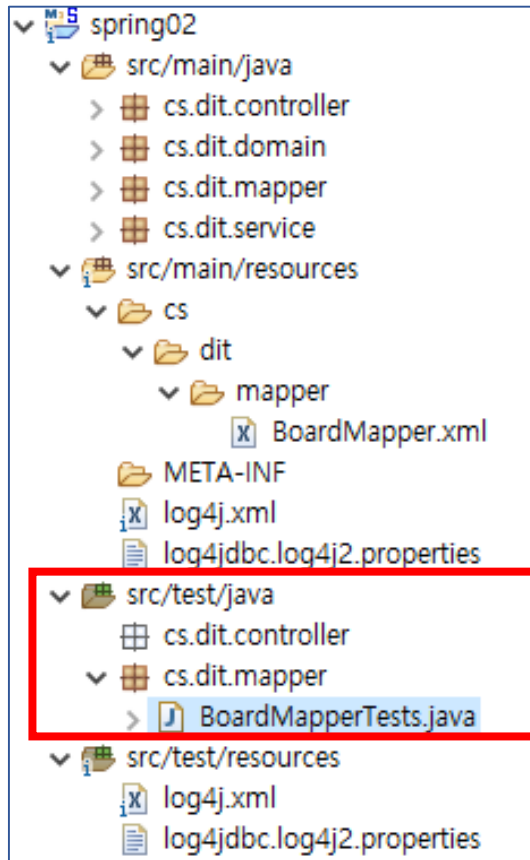 spring02
src/main/java
cs.dit.controller
cs.dit.domain
cs.dit.mapper
cs.dit.service
src/main/resources
cs
dit
mapper
BoardMapper.xml
META-INF
log4j.xml
log4jdbc.log4j2.properties
src/test/java
cs.dit.controller
cs.dit.mapper
BoardMapperTests.java
src/test/resources
log4j.xml
log4jdbc.log4j2.properties